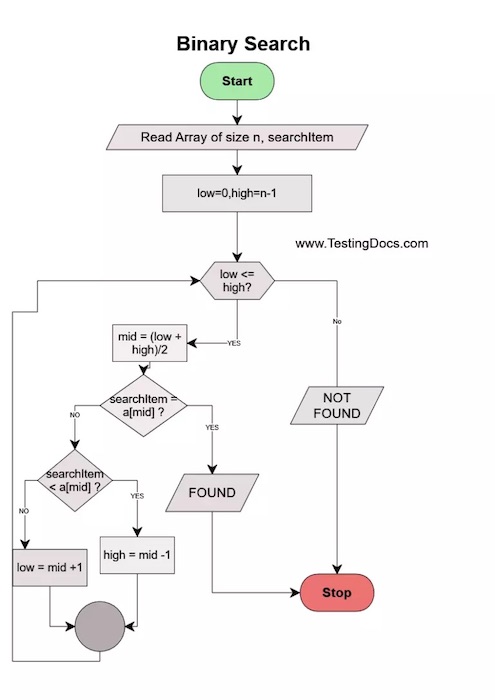 Binary Search
Start
Read Array of size n, searchItem
low=0,high=n-1
www.TestingDocs.com
low <=
high?
No
YES
mid = (low +
high)/2
searchItem =
a[mid] ?
NO
YES
NOT
FOUND
searchItem
< a[mid] ?
FOUND
NO
YES
low = mid +1
high = mid -1
Stop